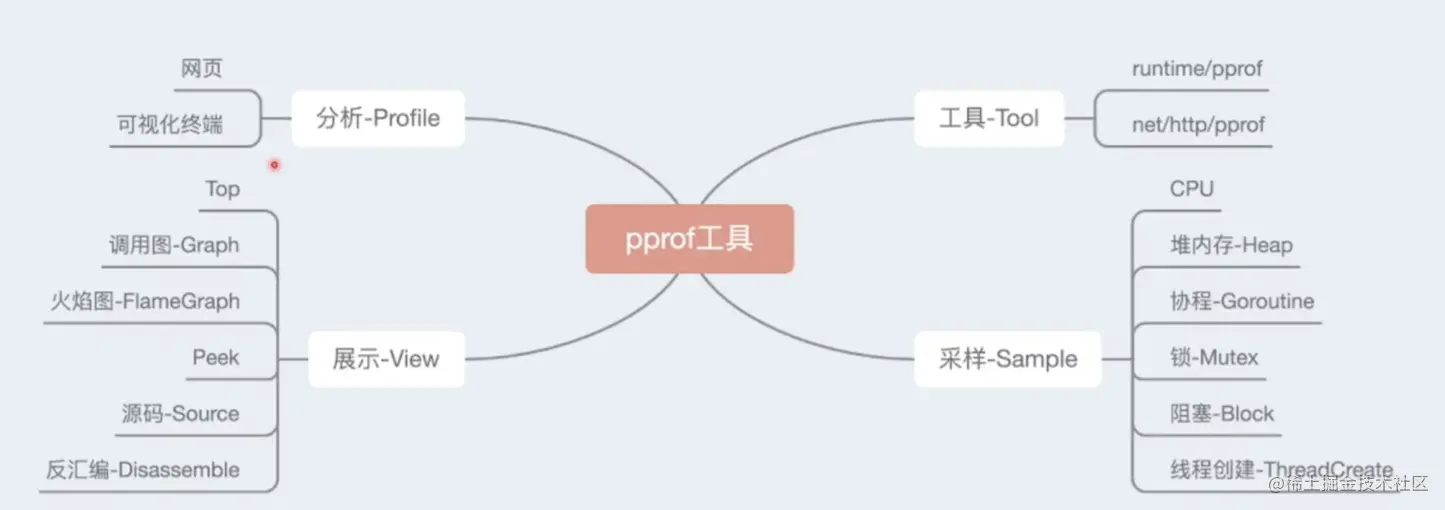 pprof工具
分析-Profile
网页
可视化终端
工具-Tool
runtime/pprof
net/http/pprof
展示-View
Top
调用图-Graph
火焰图-FlameGraph
Peek
源码-Source
反汇编-Disassemble
采样-Sample
CPU
堆内存-Heap
协程-Goroutine
锁-Mutex
阻塞-Block
线程创建-ThreadCreate
@稀土掘金技术社区